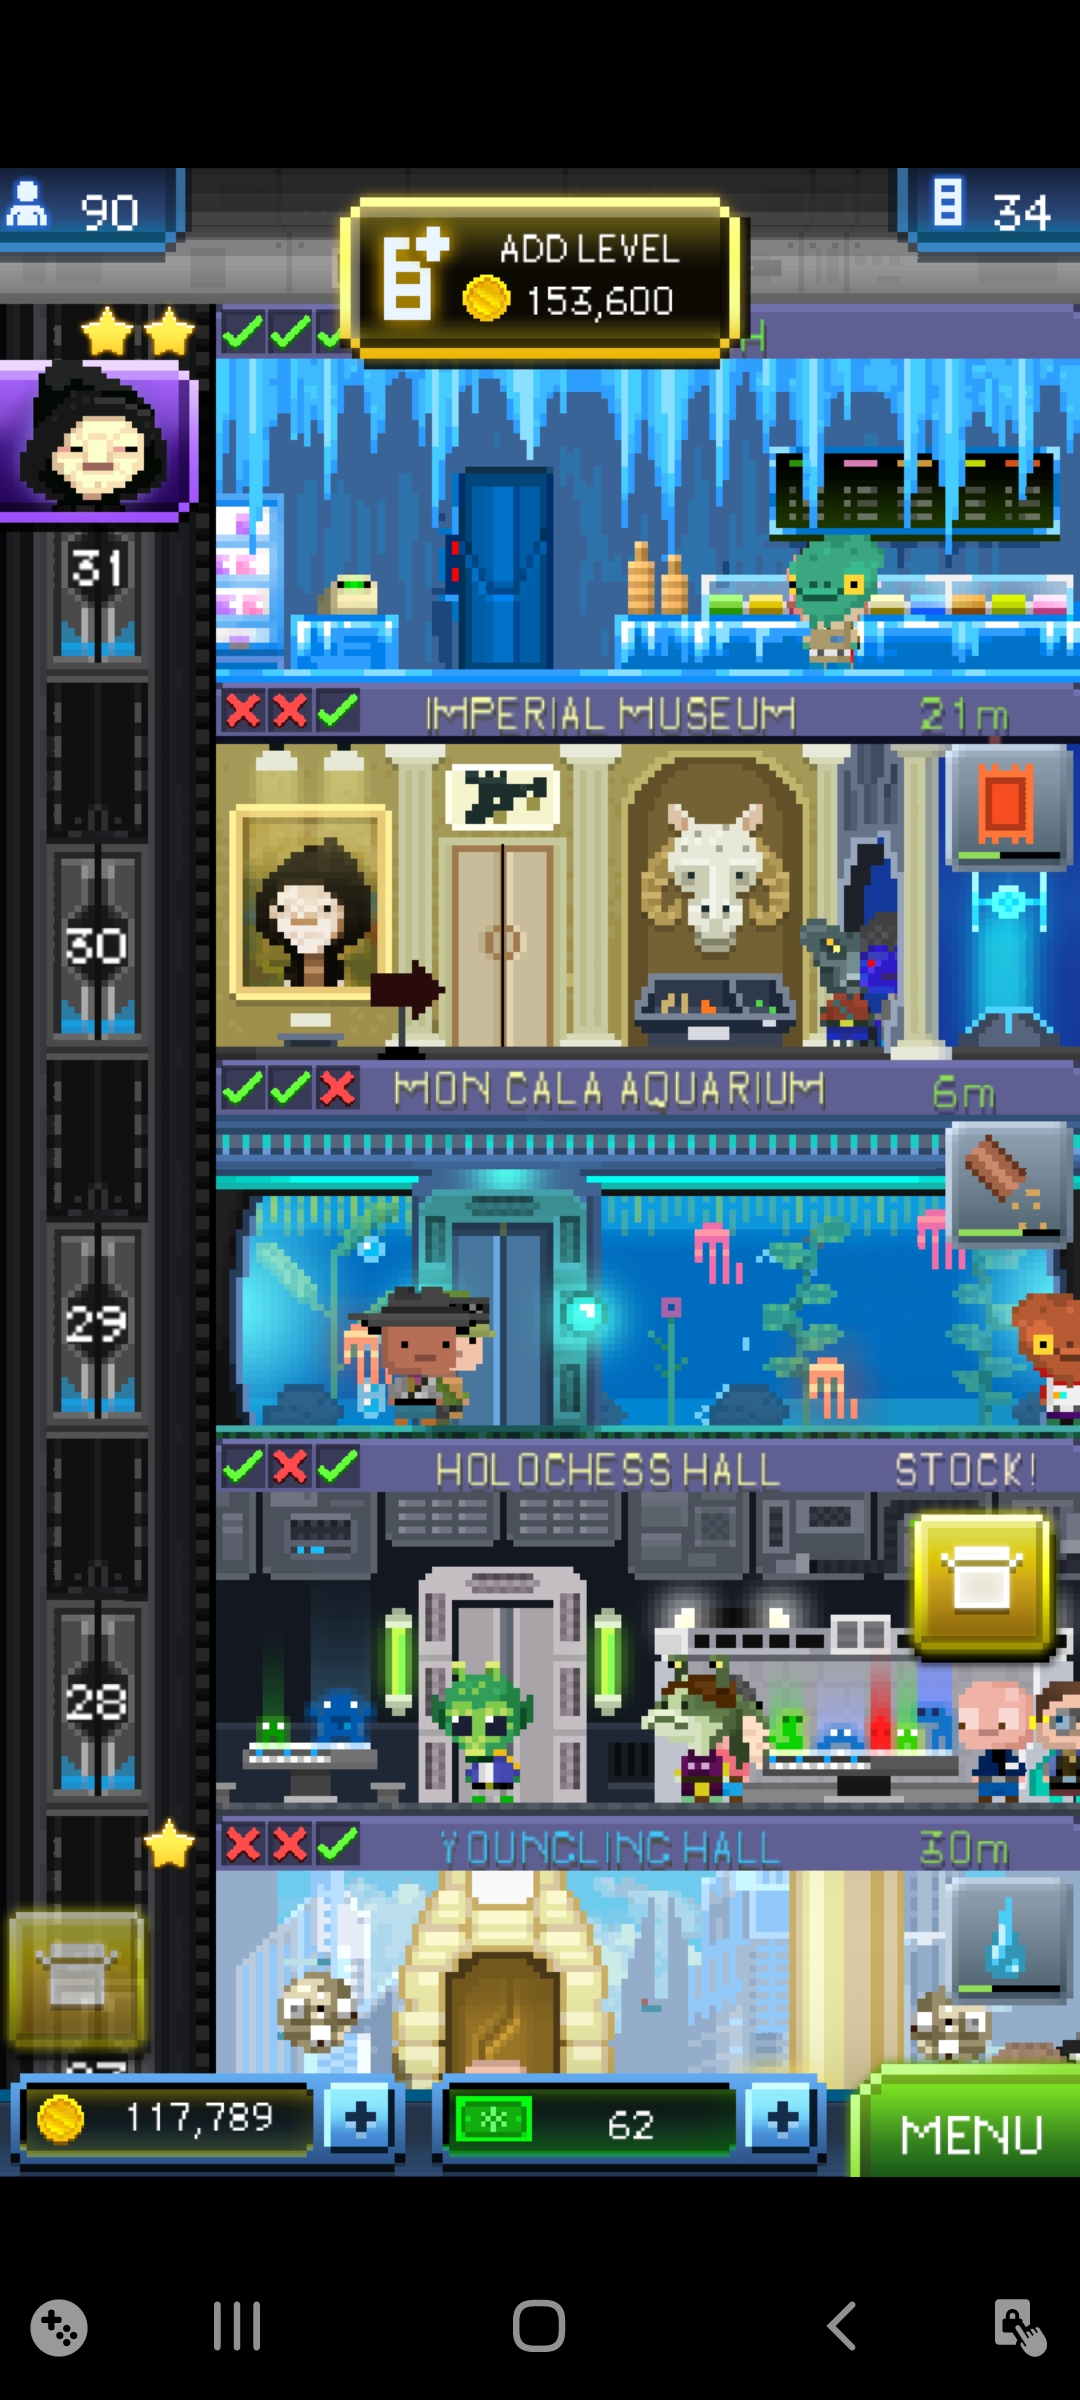 90
ADD LEVEL
153,600
34
H
31
IMPERIAL MUSEUM 21m
30
MON CALA AQUARIUM 6m
29
HOLOCHESS HALL STOCK!
28
YOUNGLING HALL 30m
117,789
62
MENU